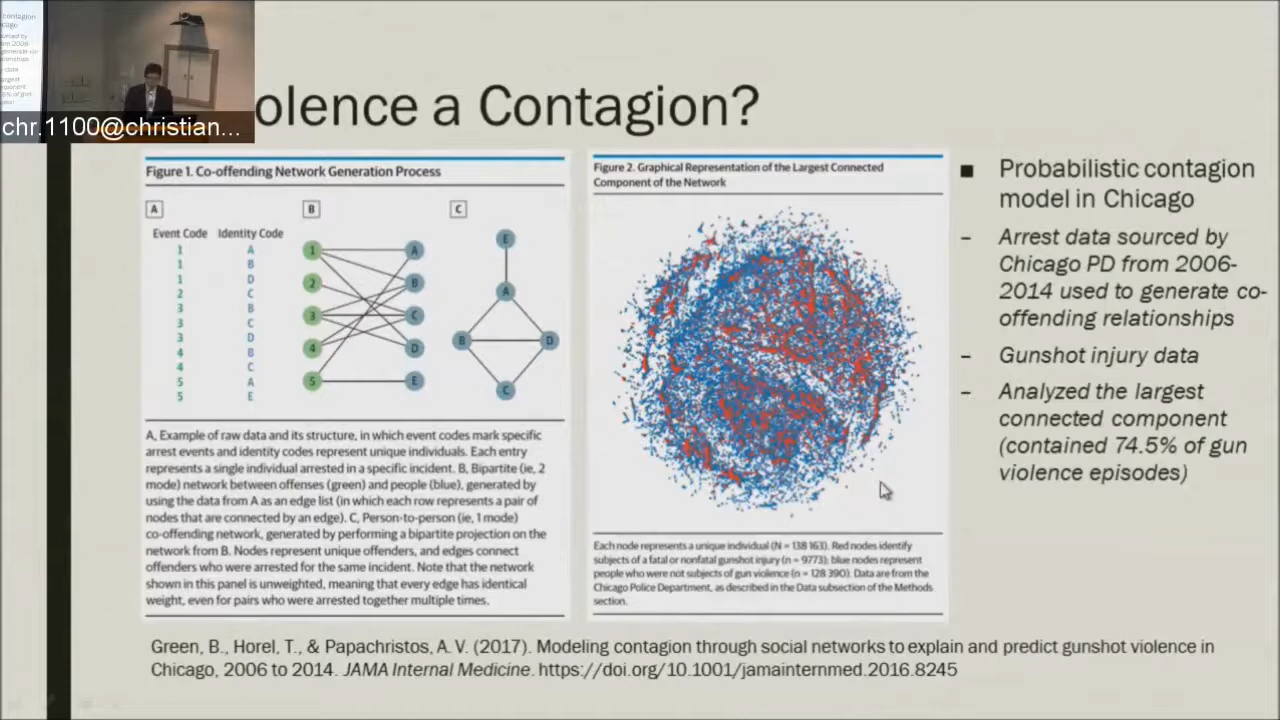 contagion
cago
chr.1100@christian...
olence a Contagion?
Figure 1. Co-offending Network Generation Process
A
B
C
Event Code Identity Code
1 A
1 B
1 D
2 C
3 B
3 C
3 D
4 B
4 C
5 A
5 E
1 A
2 B
3 C
4 D
5 E
E
A
B D
C
A, Example of raw data and its structure, in which event codes mark specific
arrest events and identity codes represent unique individuals. Each entry
represents a single individual arrested in a specific incident. B, Bipartite (ie, 2
mode) network between offenses (green) and people (blue), generated by
using the data from A as an edge list (in which each row represents a pair of
nodes that are connected by an edge). C, Person-to-person (ie, 1 mode)
co-offending network, generated by performing a bipartite projection on the
network from B. Nodes represent unique offenders, and edges connect
offenders who were arrested for the same incident. Note that the network
shown in this panel is unweighted, meaning that every edge has identical
weight, even for pairs who were arrested together multiple times.
Figure 2. Graphical Representation of the Largest Connected
Component of the Network
Each node represents a unique individual (N = 138 163). Red nodes identify
subjects of a fatal or nonfatal gunshot injury (n = 9773); blue nodes represent
people who were not subjects of gun violence (n = 128 390). Data are from the
Chicago Police Department, as described in the Data subsection of the Methods
section.
■ Probabilistic contagion
model in Chicago
– Arrest data sourced by
Chicago PD from 2006-
2014 used to generate co-
offending relationships
– Gunshot injury data
– Analyzed the largest
connected component
(contained 74.5% of gun
violence episodes)
Green, B., Horel, T., & Papachristos, A. V. (2017). Modeling contagion through social networks to explain and predict gunshot violence in
Chicago, 2006 to 2014. JAMA Internal Medicine. https://doi.org/10.1001/jamainternmed.2016.8245